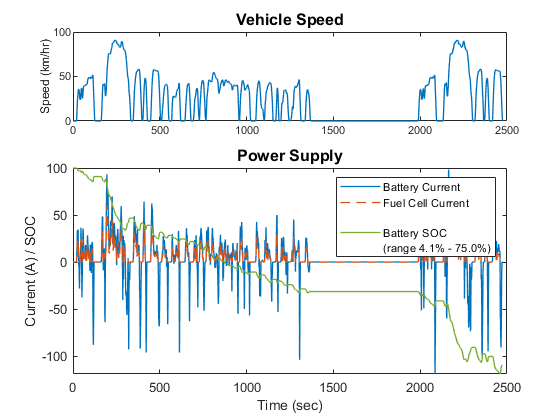 Vehicle Speed
Speed (km/hr)
100
50
0
0 500 1000 1500 2000 2500
Power Supply
Current (A) / SOC
100
50
0
-50
-100
Battery Current
Fuel Cell Current
Battery SOC
(range 4.1% - 75.0%)
0 500 1000 1500 2000 2500
Time (sec)